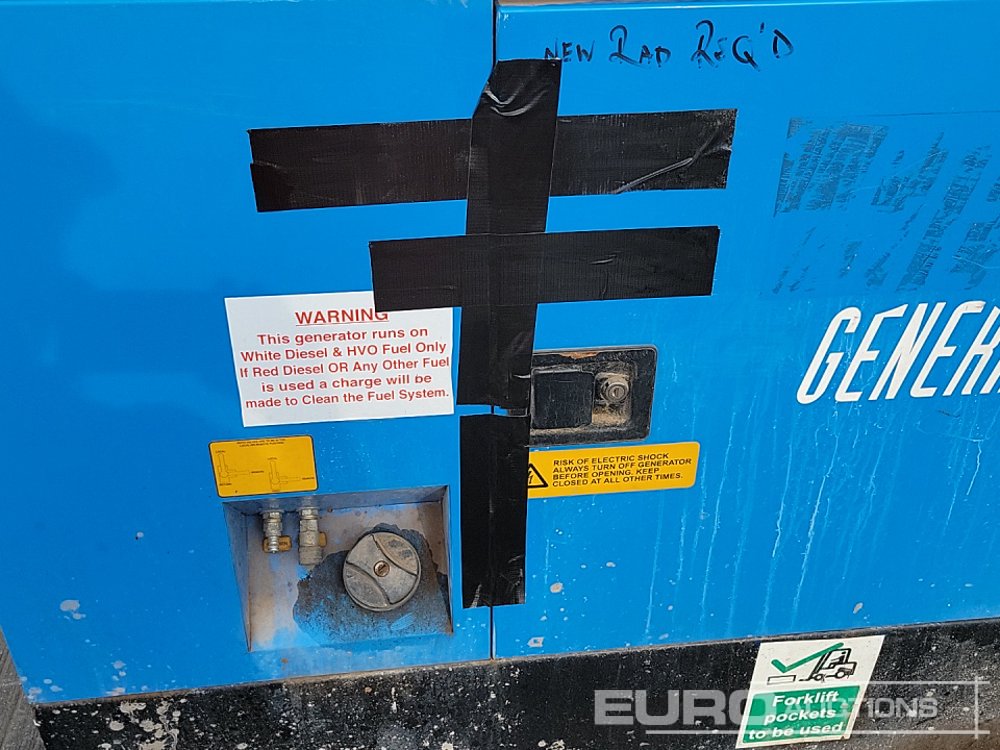 NEW RAD REQ'D
WARNING
This generator runs on
White Diesel & HVO Fuel Only
If Red Diesel OR Any Other Fuel
is used a charge will be
made to Clean the Fuel System.
GENER
RISK OF ELECTRIC SHOCK
ALWAYS TURN OFF GENERATOR
BEFORE OPENING. KEEP
CLOSED AT ALL OTHER TIMES.
Forklift
pockets
to be used
EUROAUCTIONS